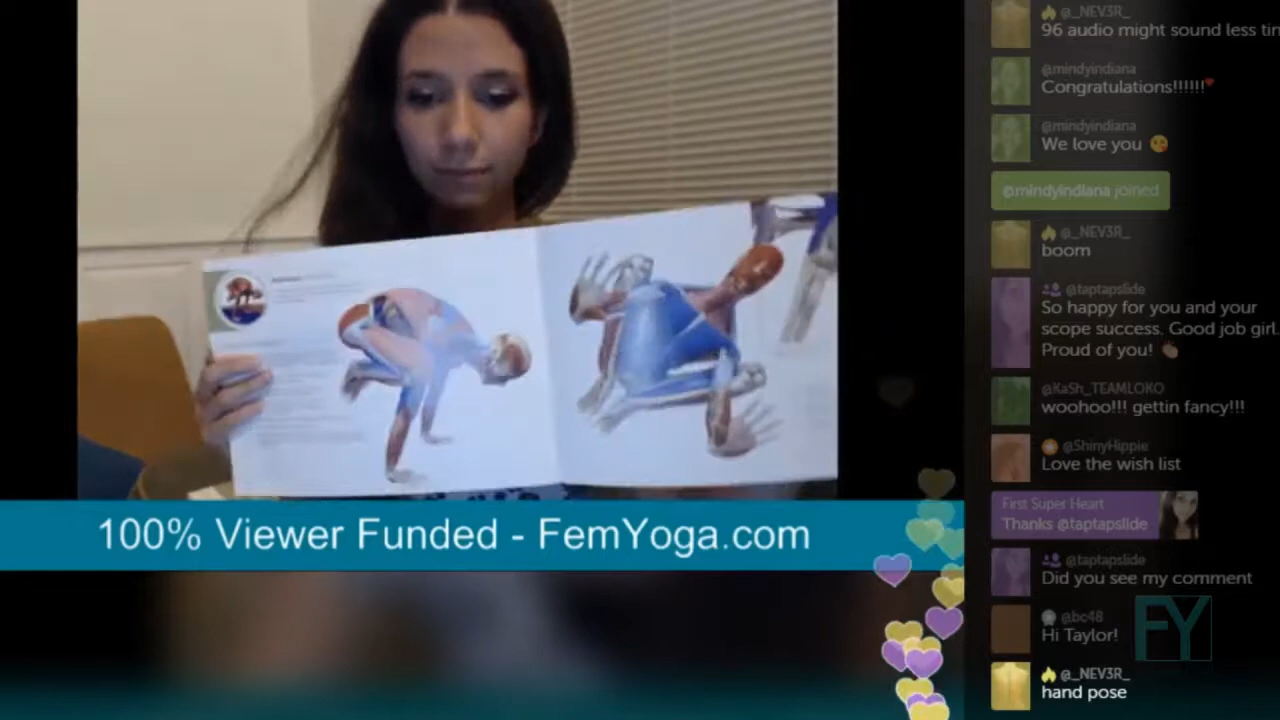 100% Viewer Funded - FemYoga.com
@_NEV3R_
96 audio might sound less
@mindyindiana
Congratulations!!!!!!
@mindyindiana
We love you
@mindyindiana joined
@_NEV3R_
boom
@taptapslide
So happy for you and your
scope success. Good job girl.
Proud of you!
@KaSh_TEAMLOKO
woohoo!!! gettin fancy!!!
@ShinyHippie
Love the wish list
First Super Heart
Thanks @taptapslide
@taptapslide
Did you see my comment
@bc48
Hi Taylor!
FY
@_NEV3R_
hand pose